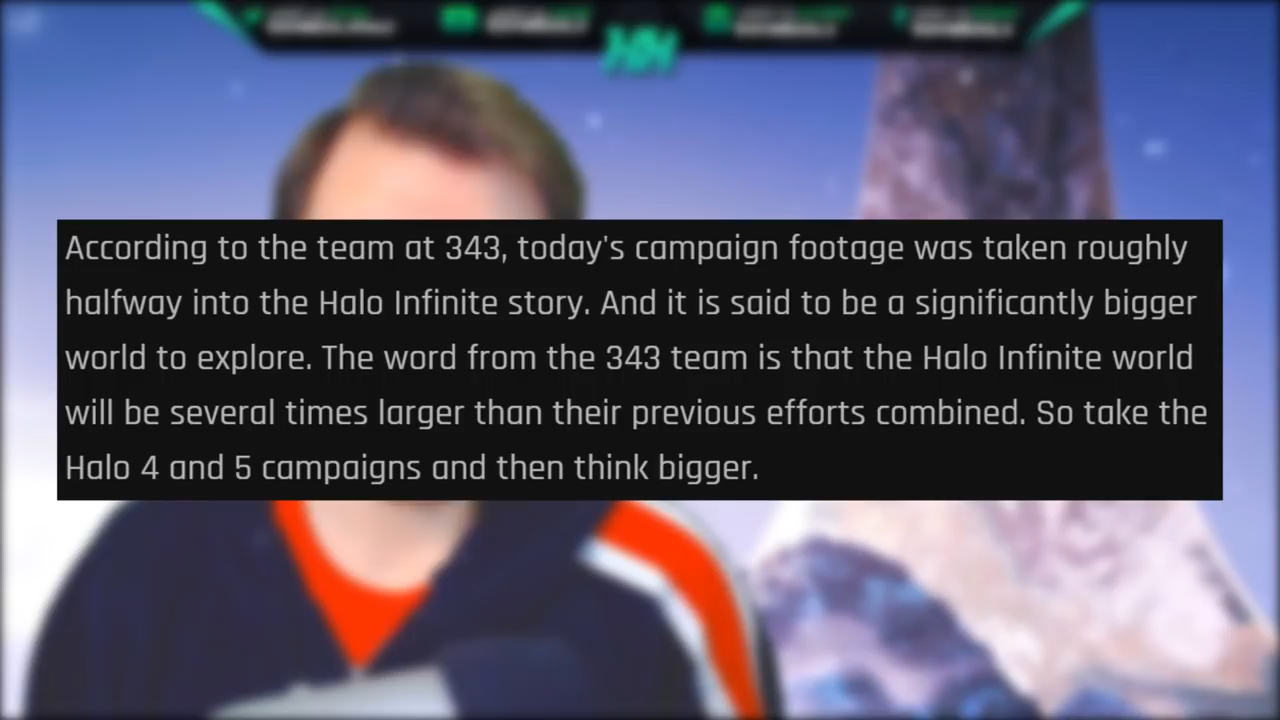 According to the team at 343, today's campaign footage was taken roughly
halfway into the Halo Infinite story. And it is said to be a significantly bigger
world to explore. The word from the 343 team is that the Halo Infinite world
will be several times larger than their previous efforts combined. So take the
Halo 4 and 5 campaigns and then think bigger.